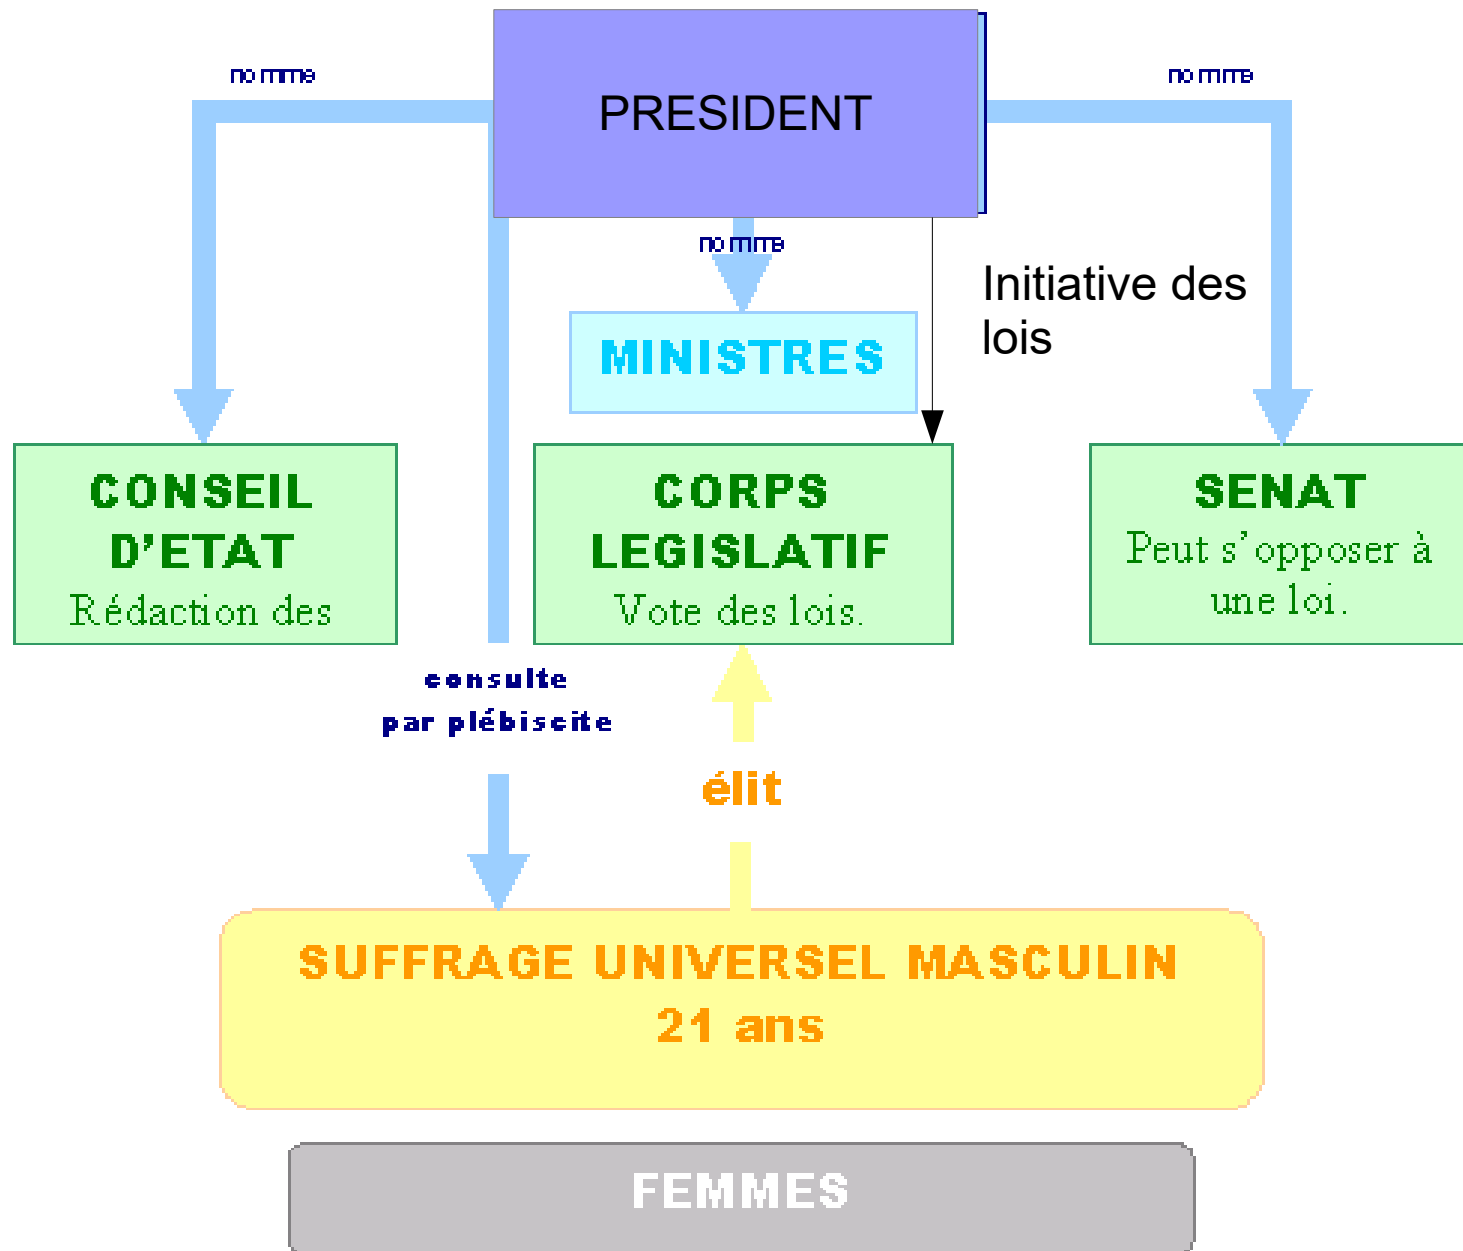 nomme
nomme
PRESIDENT
nomme
Initiative des
lois
MINISTRES
CONSEIL
D'ETAT
Rédaction des
CORPS
LEGISLATIF
Vote des lois.
SENAT
Peut s'opposer à
une loi.
consulte
par plébiscite
élit
SUFFRAGE UNIVERSEL MASCULIN
21 ans
FEMMES